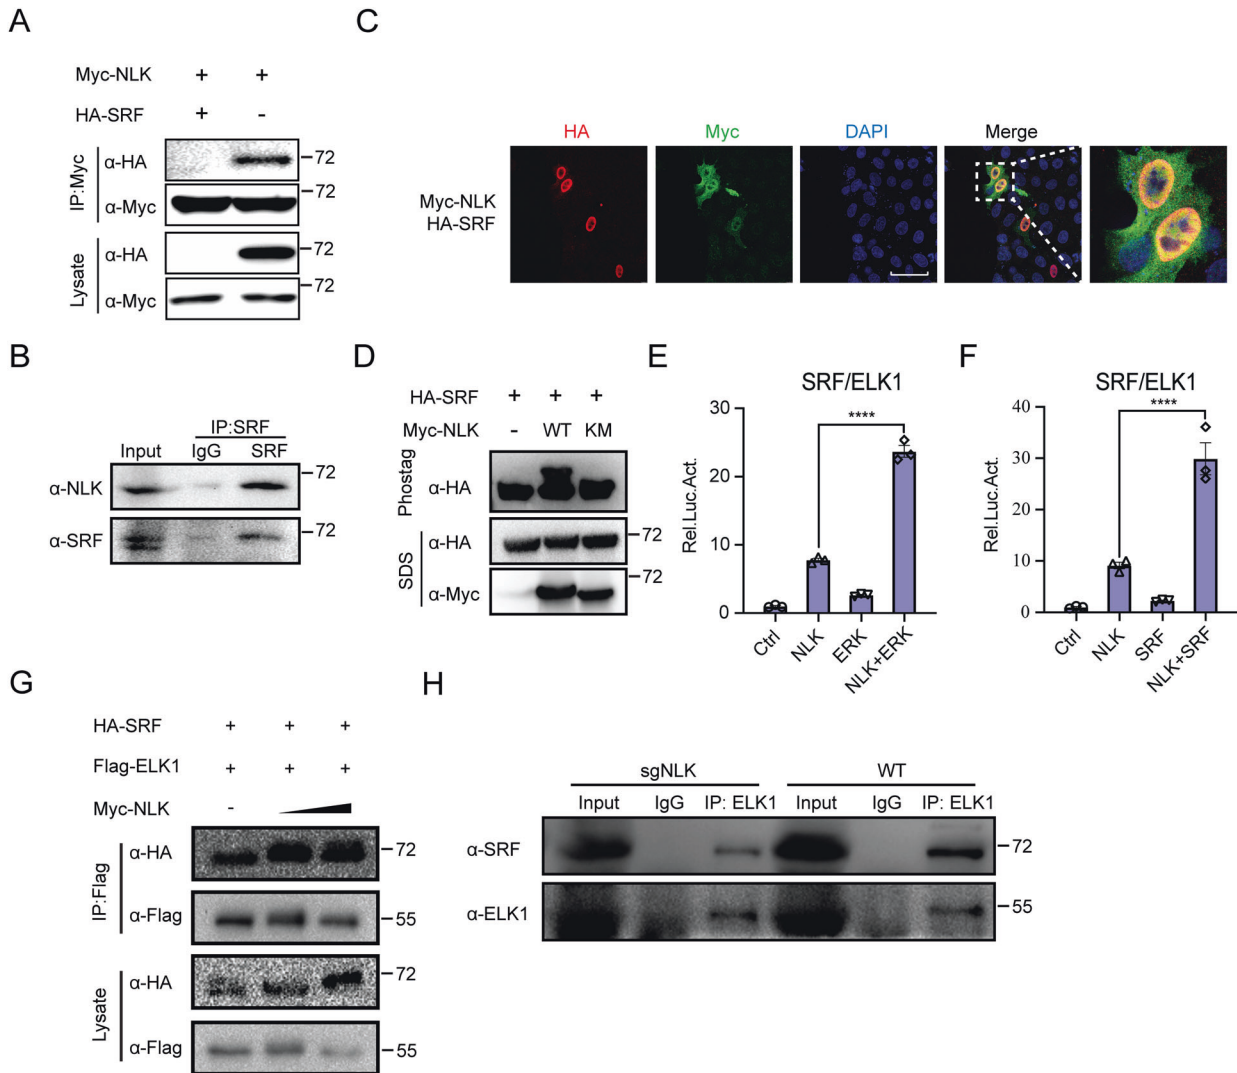 A
Myc-NLK + +
HA-SRF + -
IP:Myc
α-HA
72
α-Myc
72
Lysate
α-HA
72
α-Myc
72
C
HA Myc DAPI Merge
Myc-NLK
HA-SRF
B
IP:SRF
Input IgG SRF
α-NLK
72
α-SRF
72
D
HA-SRF + + +
Myc-NLK - WT KM
Phostag
α-HA
SDS
α-HA
72
α-Myc
72
E
SRF/ELK1
****
Rel.Luc.Act.
30
20
10
0
Ctrl NLK ERK NLK+ERK
F
SRF/ELK1
****
Rel.Luc.Act.
40
30
20
10
0
Ctrl NLK SRF NLK+SRF
G
HA-SRF + + +
Flag-ELK1 + + +
Myc-NLK -
IP:Flag
α-HA
72
α-Flag
55
Lysate
α-HA
72
α-Flag
55
H
sgNLK WT
Input IgG IP: ELK1 Input IgG IP: ELK1
α-SRF
72
α-ELK1
55